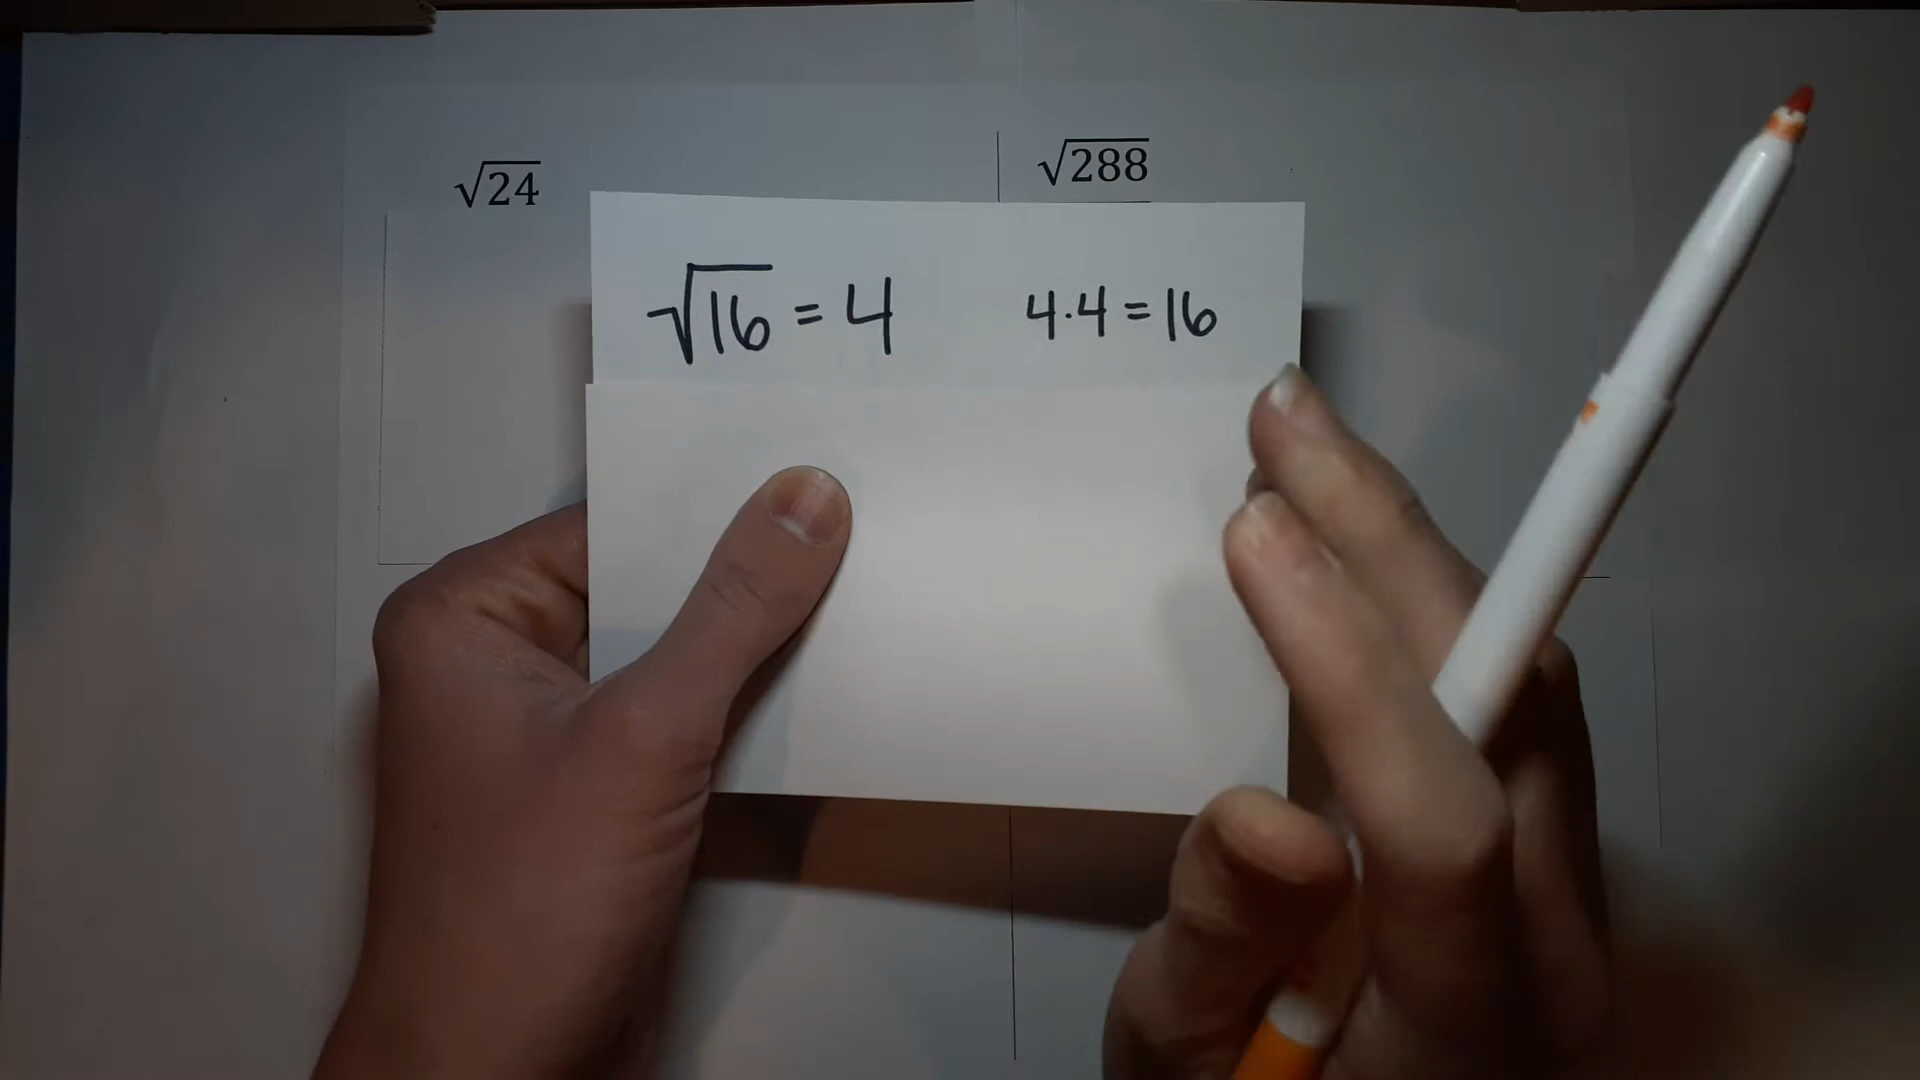 √24
√288
√16 = 4
4·4 = 16